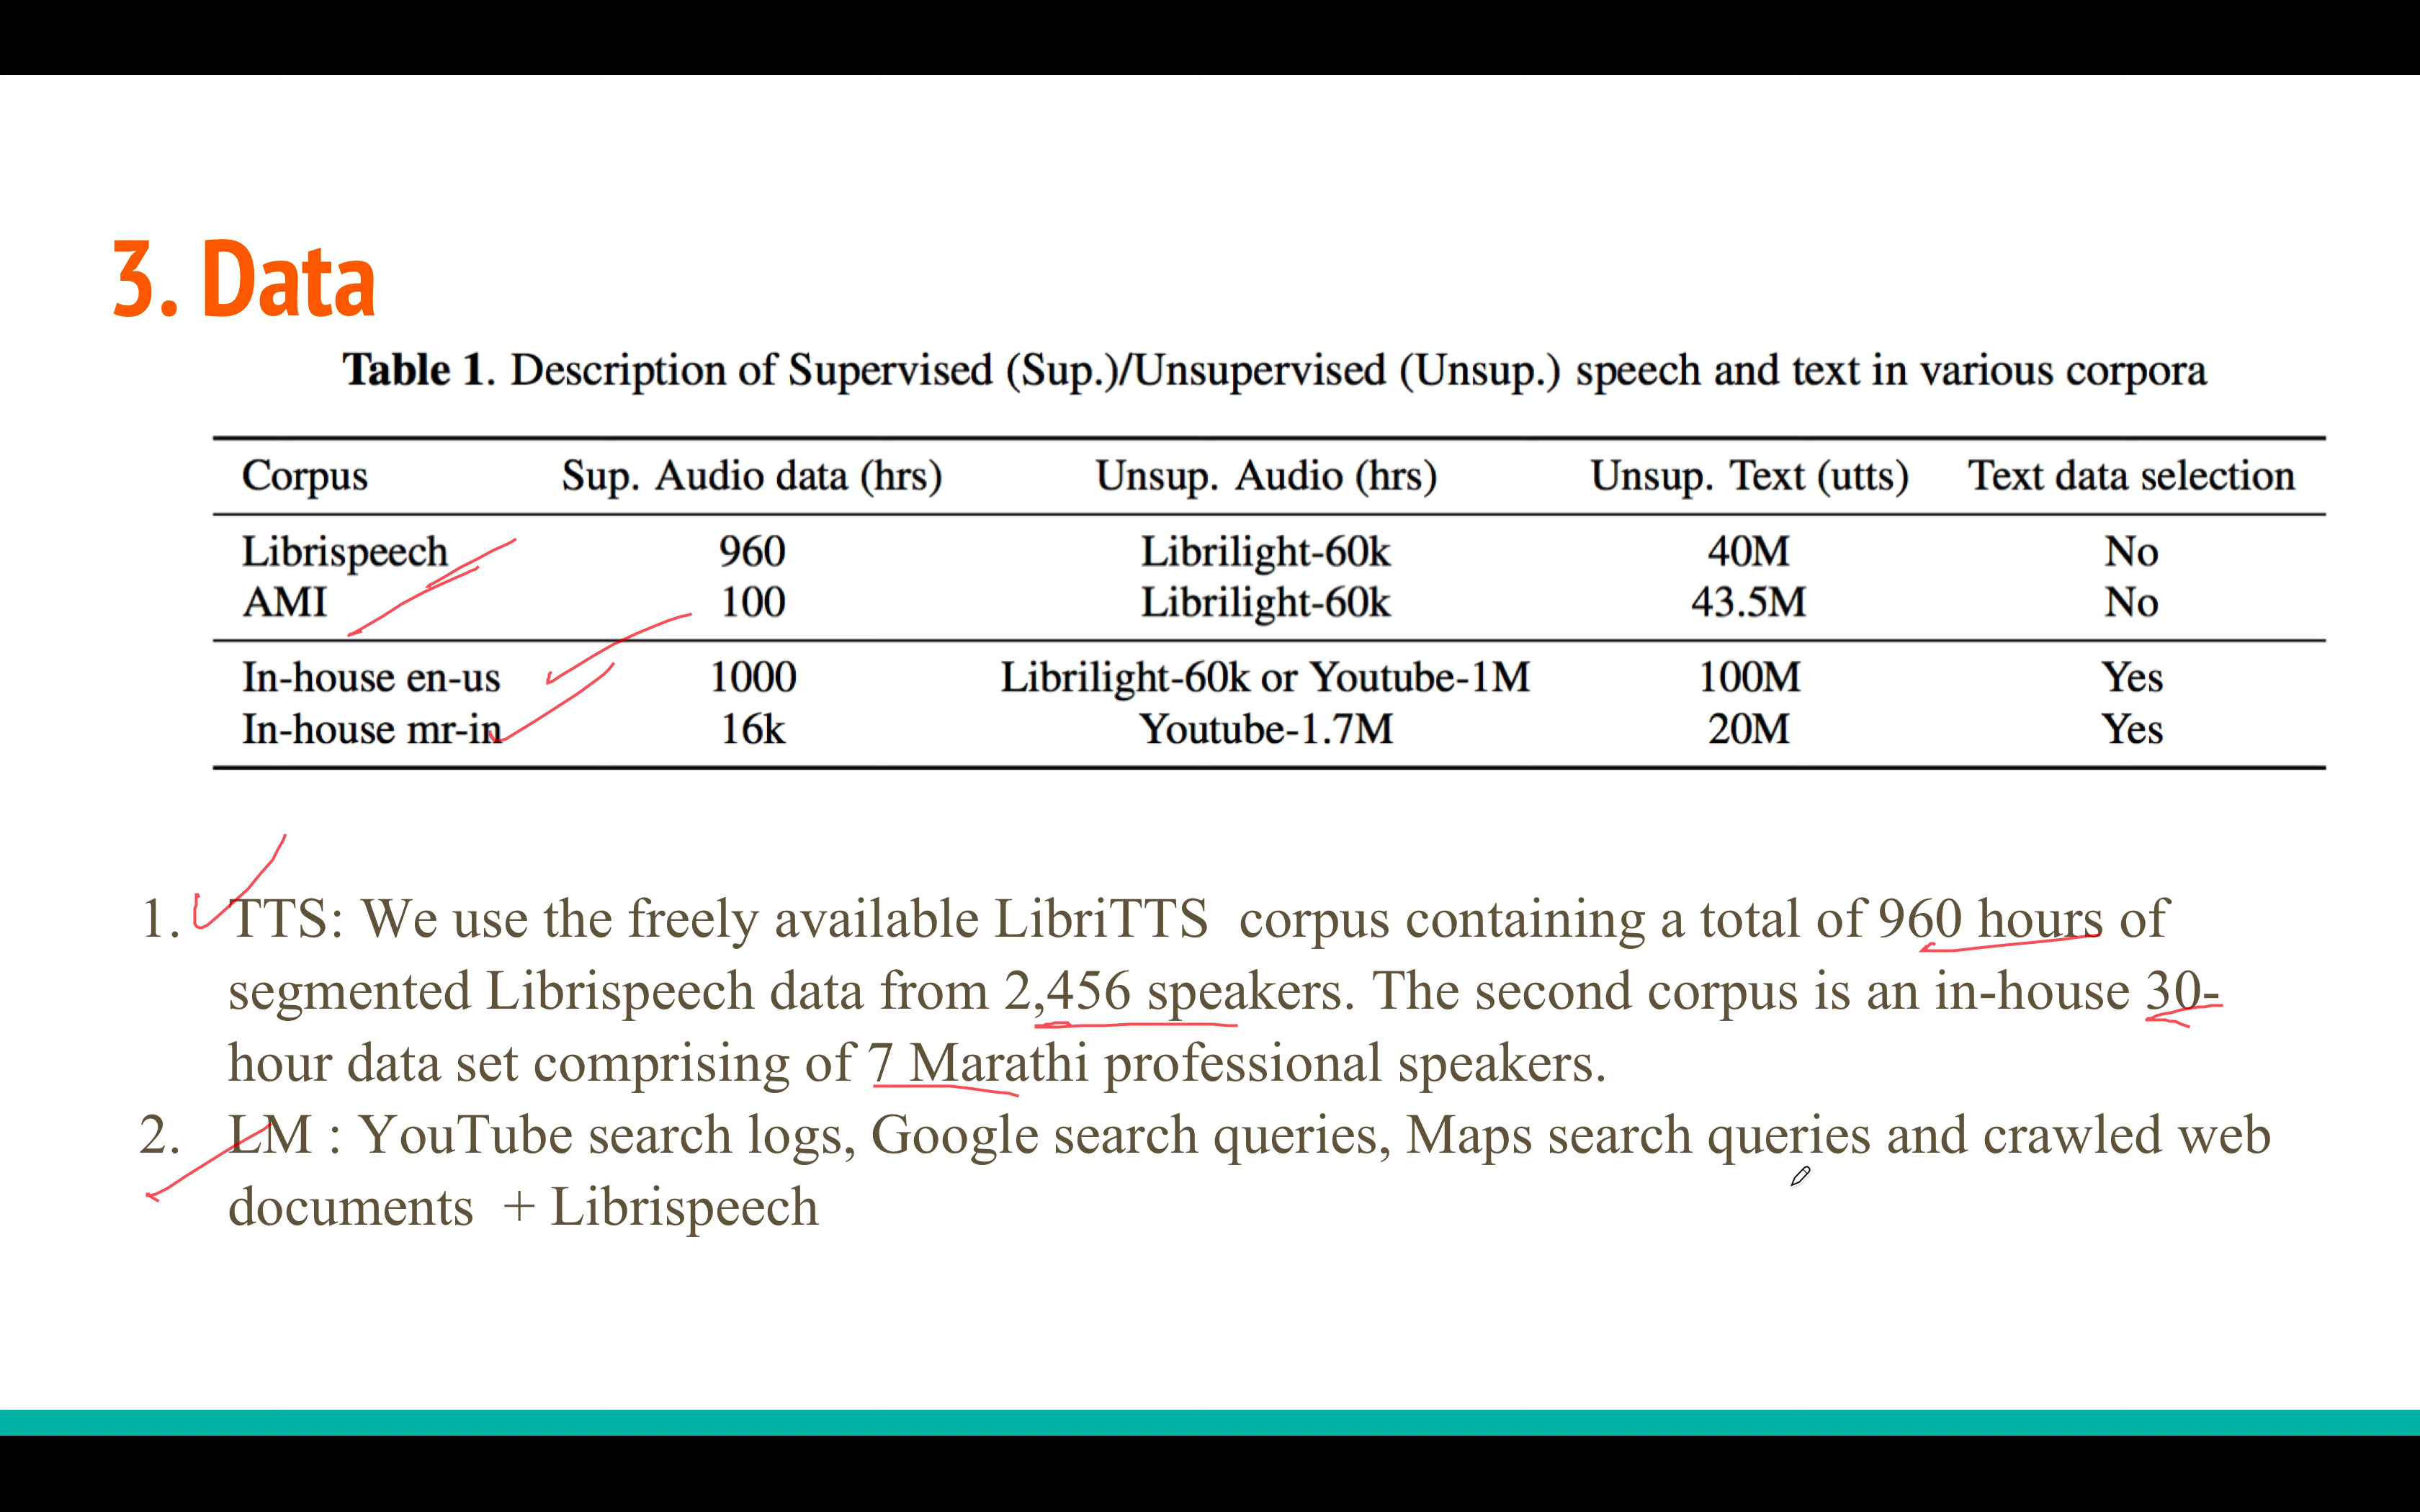 3. Data
Table 1. Description of Supervised (Sup.)/Unsupervised (Unsup.) speech and text in various corpora
Corpus Sup. Audio data (hrs) Unsup. Audio (hrs) Unsup. Text (utts) Text data selection
Librispeech 960 Librilight-60k 40M No
AMI 100 Librilight-60k 43.5M No
In-house en-us 1000 Librilight-60k or Youtube-1M 100M Yes
In-house mr-in 16k Youtube-1.7M 20M Yes
1. TTS: We use the freely available LibriTTS corpus containing a total of 960 hours of
segmented Librispeech data from 2,456 speakers. The second corpus is an in-house 30-
hour data set comprising of 7 Marathi professional speakers.
2. LM : YouTube search logs, Google search queries, Maps search queries and crawled web
documents + Librispeech